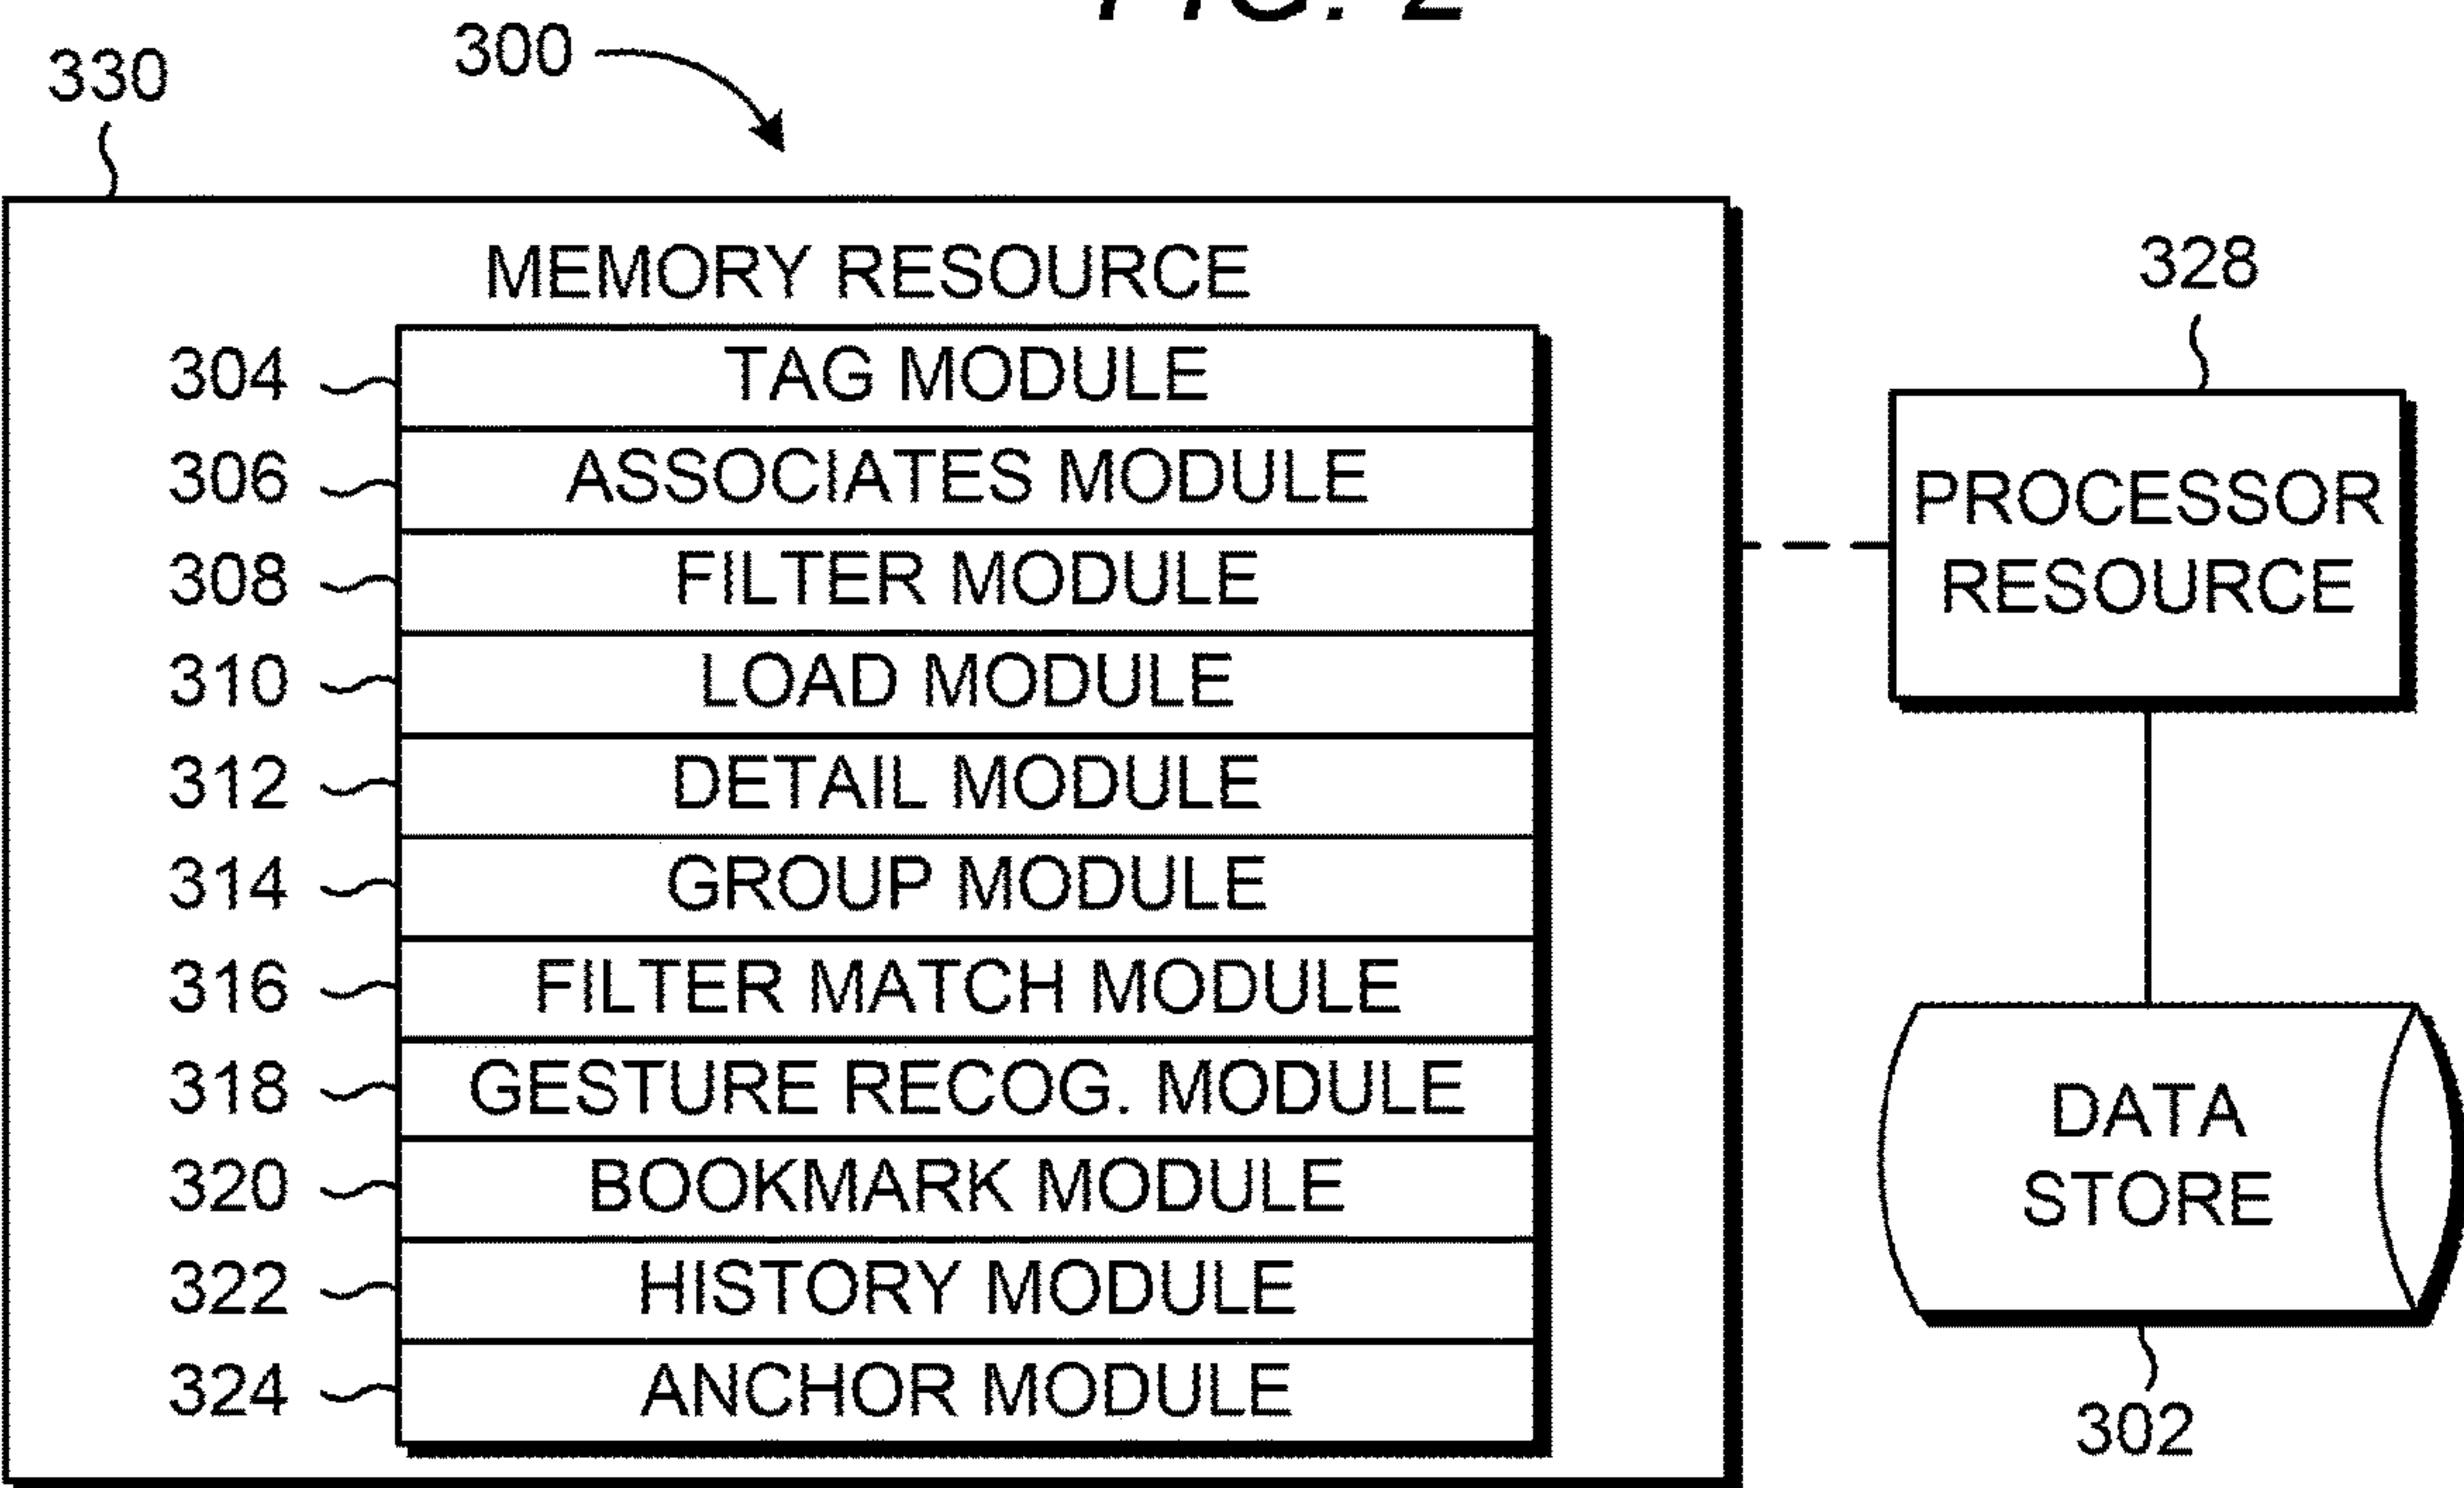 FIG. 2
300
330
MEMORY RESOURCE
304 TAG MODULE
306 ASSOCIATES MODULE
308 FILTER MODULE
310 LOAD MODULE
312 DETAIL MODULE
314 GROUP MODULE
316 FILTER MATCH MODULE
318 GESTURE RECOG. MODULE
320 BOOKMARK MODULE
322 HISTORY MODULE
324 ANCHOR MODULE
328
PROCESSOR
RESOURCE
DATA
STORE
302